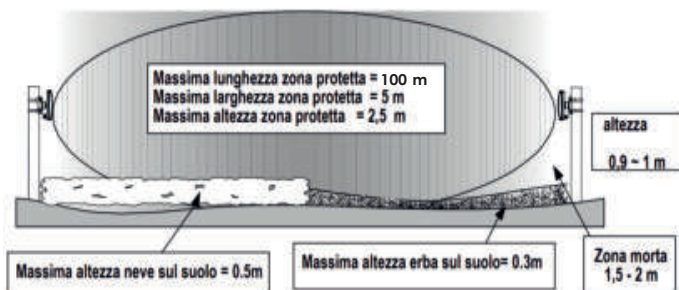 Massima lunghezza zona protetta = 100 m
Massima larghezza zona protetta = 5 m
Massima altezza zona protetta = 2,5 m
altezza
0,9 ~ 1 m
Massima altezza neve sul suolo = 0.5m
Massima altezza erba sul suolo= 0.3m
Zona morta
1,5 - 2 m